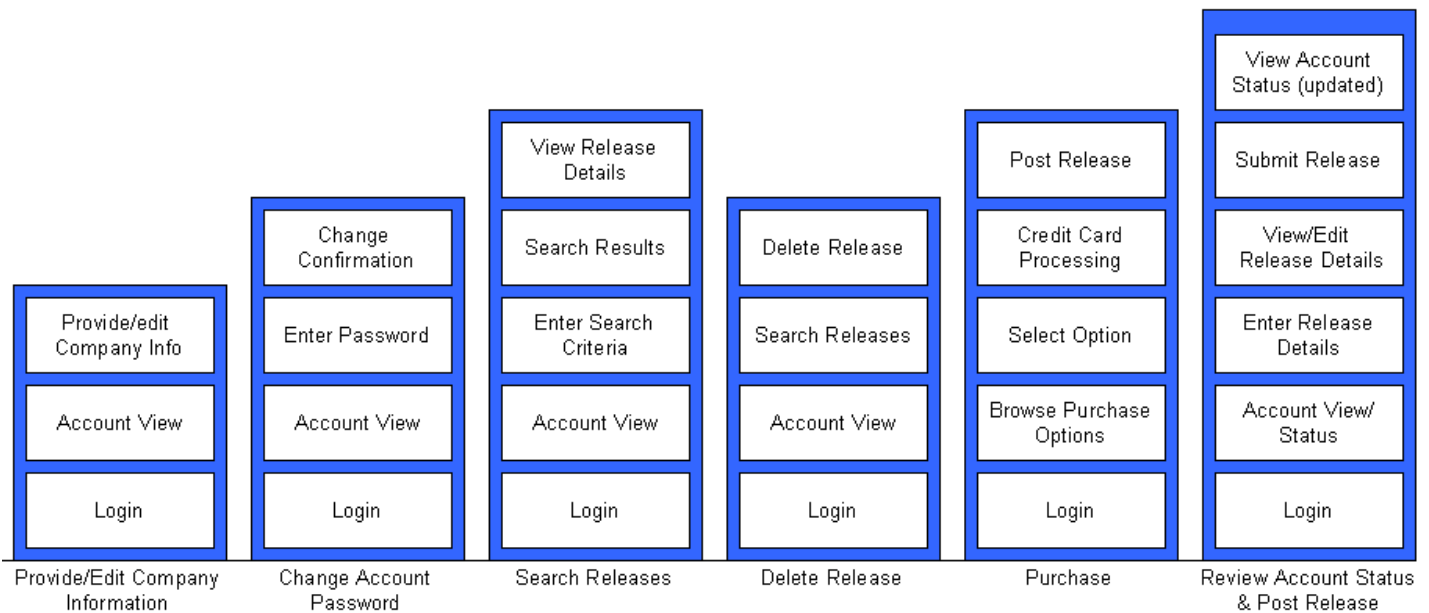 View Account
Status (updated)
View Release
Details
Post Release
Submit Release
Change
Confirmation
Search Results
Delete Release
Credit Card
Processing
View/Edit
Release Details
Provide/edit
Company Info
Enter Password
Enter Search
Criteria
Search Releases
Select Option
Enter Release
Details
Account View
Account View
Account View
Account View
Browse Purchase
Options
Account View/
Status
Login
Login
Login
Login
Login
Login
Provide/Edit Company
Information
Change Account
Password
Search Releases
Delete Release
Purchase
Review Account Status
& Post Release